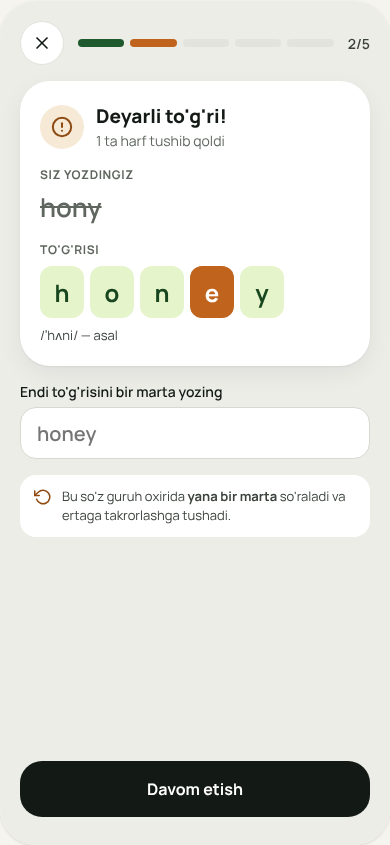 2/5
Deyarli to'g'ri!
1 ta harf tushib qoldi
SIZ YOZDINGIZ
hony
TO'G'RISI
h o n e y
/ˈhʌni/ — asal
Endi to'g'risini bir marta yozing
honey
Bu so'z guruh oxirida yana bir marta so'raladi va
ertaga takrorlashga tushadi.
Davom etish